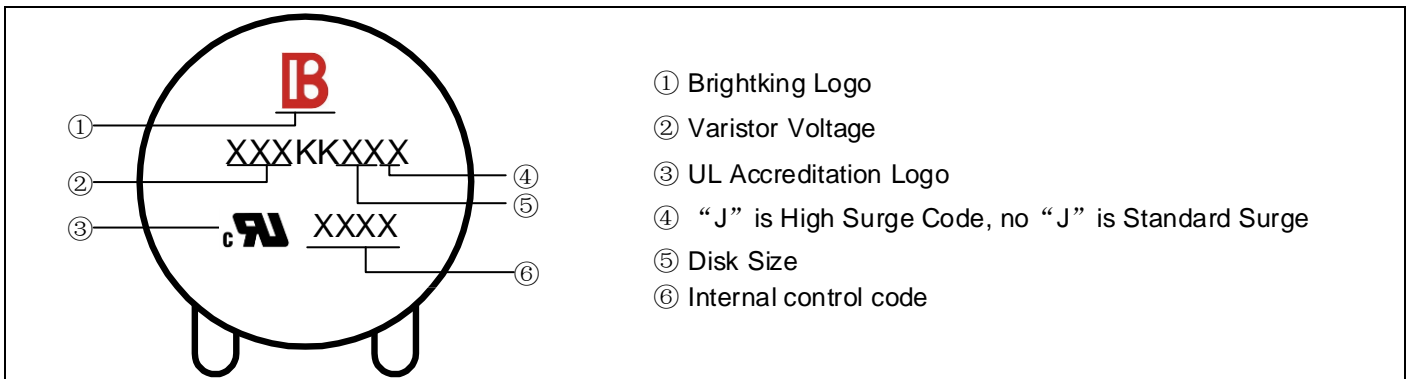 B
① Brightking Logo
① XXXKKXXX ④
② Varistor Voltage
② ⑤
③ UL Accreditation Logo
③ c RU XXXX
④ “J” is High Surge Code, no “J” is Standard Surge
⑥
⑤ Disk Size
⑥ Internal control code